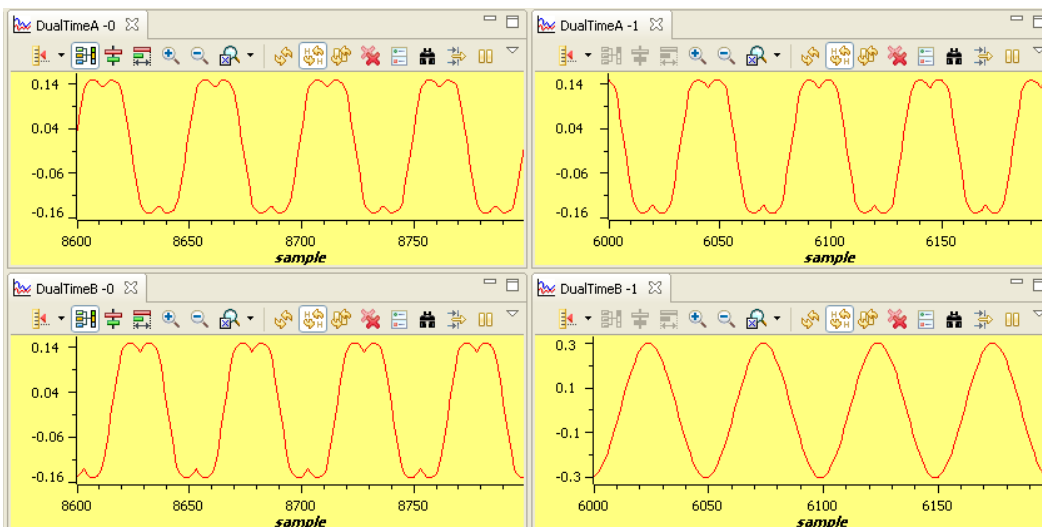 DualTimeA -0
0.14
0.04
-0.06
-0.16
8600 8650 8700 8750
sample
DualTimeA -1
0.14
0.04
-0.06
-0.16
6000 6050 6100 6150
sample
DualTimeB -0
0.14
0.04
-0.06
-0.16
8600 8650 8700 8750
sample
DualTimeB -1
0.3
0.1
-0.1
-0.3
6000 6050 6100 6150
sample